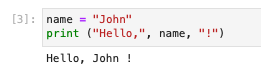 [3]: name = "John"
print ("Hello,", name, "!")
Hello, John !